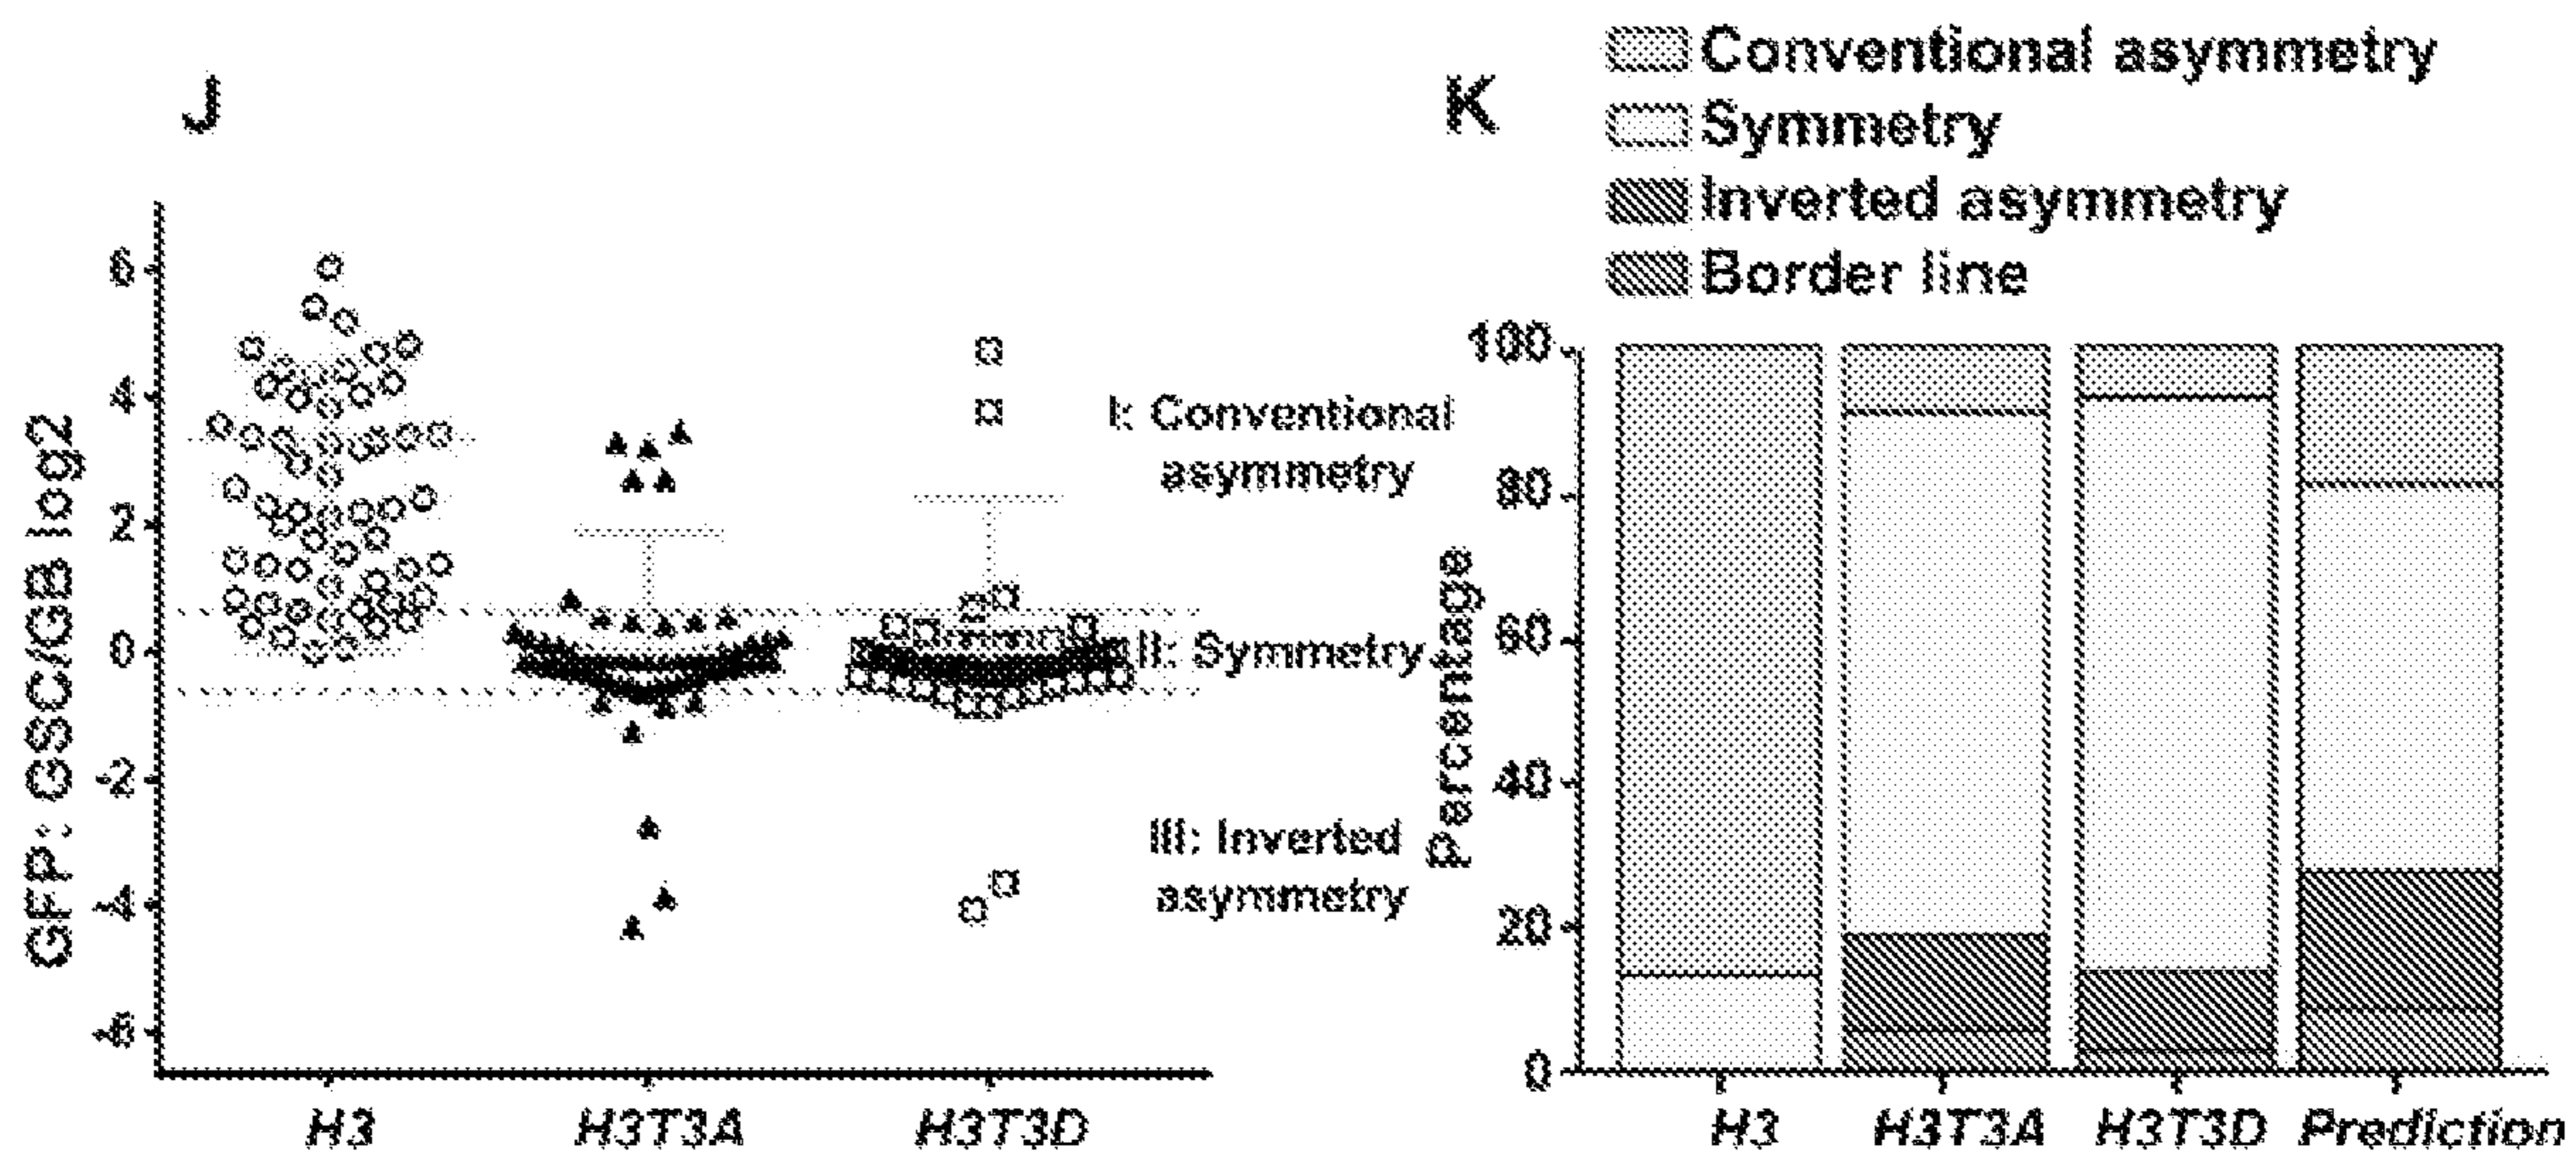 J
GFP: GSC/GB log2
6
4
2
0
-2
-4
-6
H3
H3T3A
H3T3D
I: Conventional
asymmetry
II: Symmetry
III: Inverted
asymmetry
K
Conventional asymmetry
Symmetry
Inverted asymmetry
Border line
Percentage
100
80
60
40
20
0
H3
H3T3A
H3T3D
Prediction